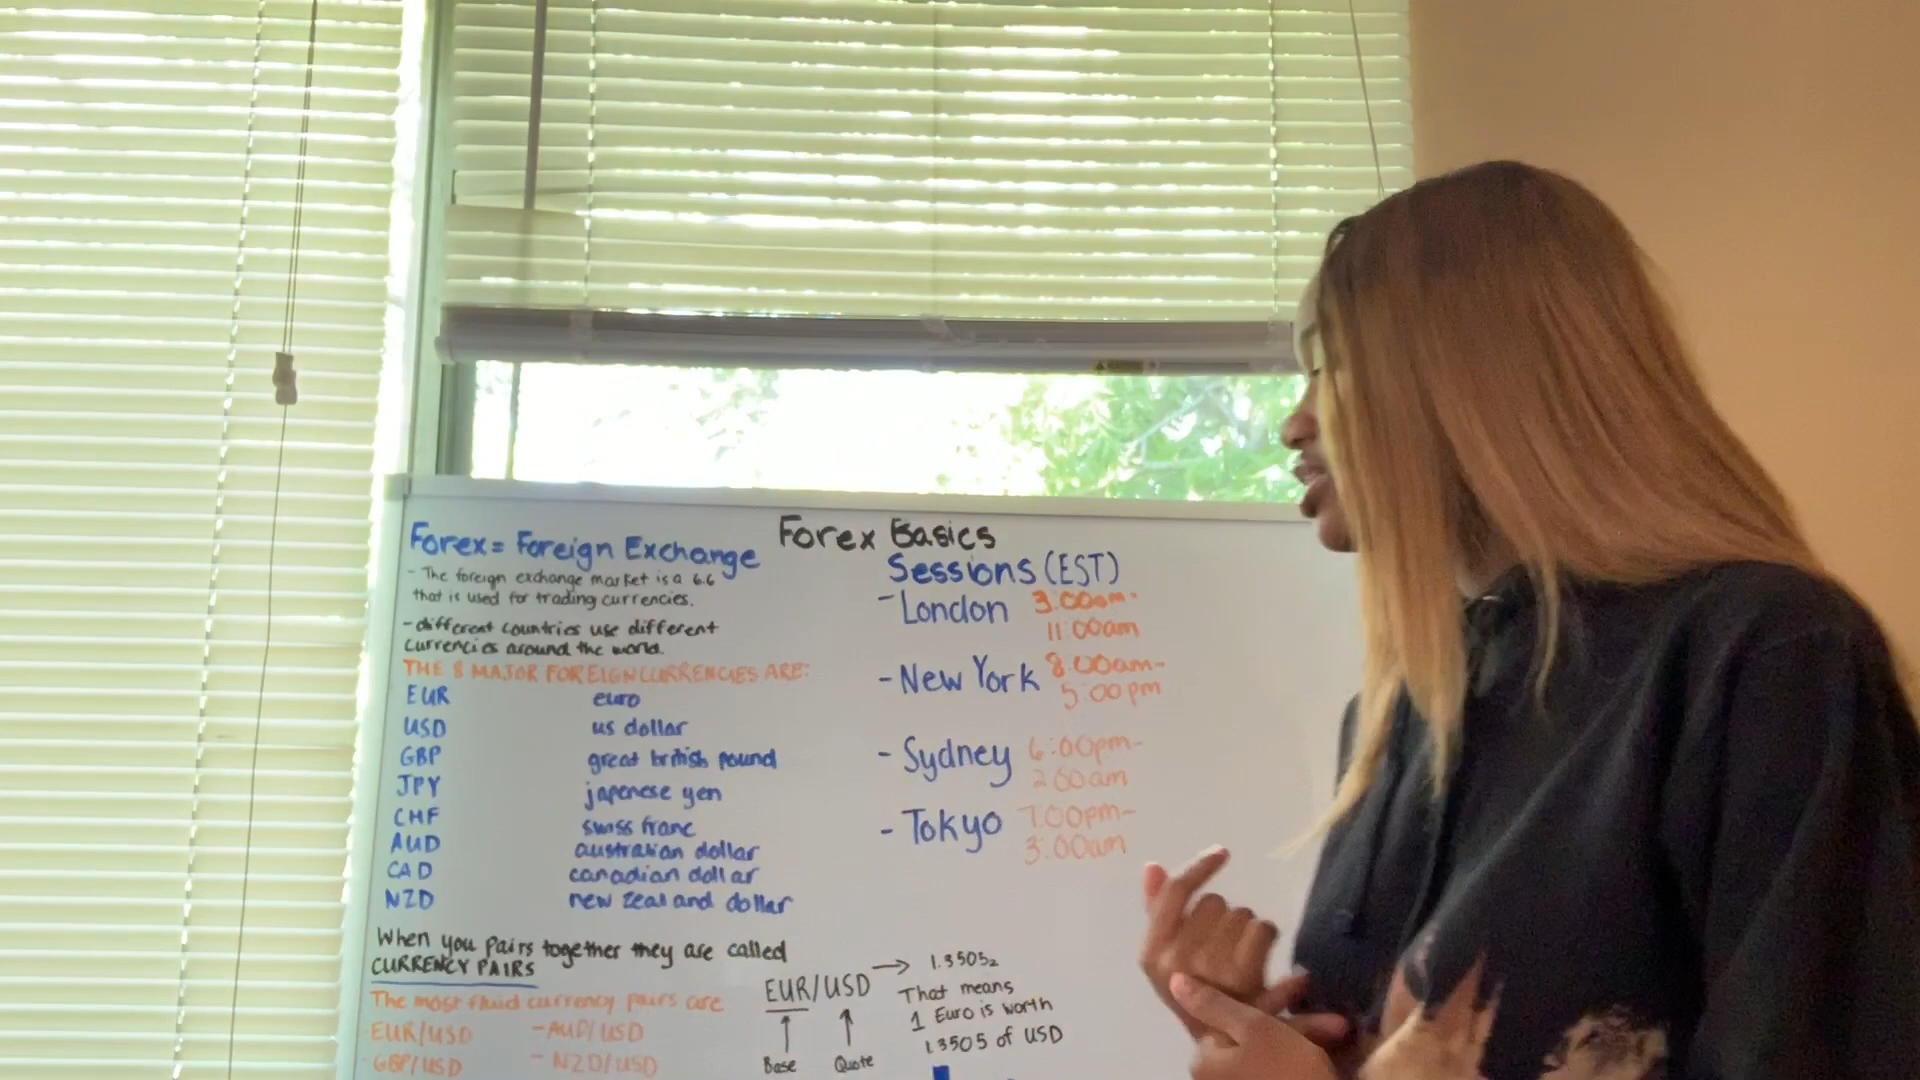 Forex Basics
Forex = Foreign Exchange
- The foreign exchange market is a 6.6
that is used for trading currencies.
- different countries use different
currencies around the world.
THE 8 MAJOR FOREIGN CURRENCIES ARE:
EUR euro
USD us dollar
GBP great british pound
JPY japenese yen
CHF swiss franc
AUD australian dollar
CAD canadian dollar
NZD new zealand dollar
When you pairs together they are called
CURRENCY PAIRS
The most fluid currency pairs are
EUR/USD - AUD/USD
GBP/USD - NZD/USD
Sessions (EST)
- London 3:00am-
11:00am
- New York 8:00am-
5:00pm
- Sydney 6:00pm-
2:00am
- Tokyo 7:00pm-
3:00am
EUR/USD → 1.35052
That means
1 Euro is worth
1.3505 of USD
Base Quote